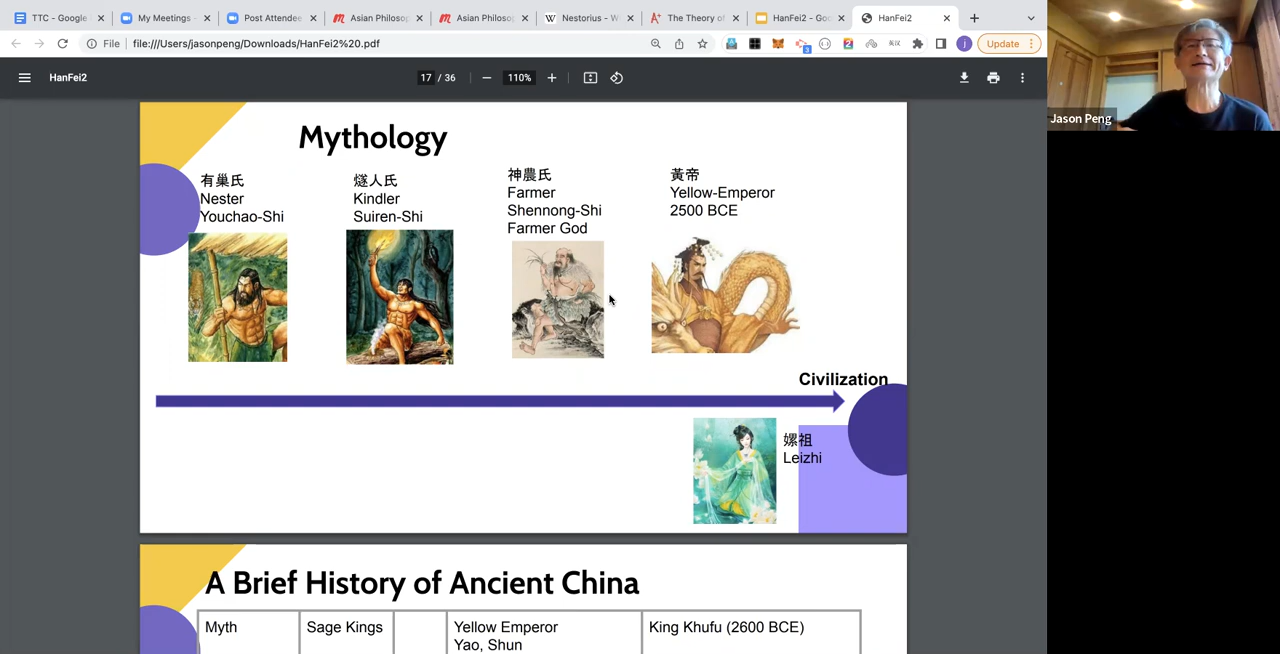 TTC - Google
My Meetings -
Post Attendee
Asian Philosop
Asian Philosop
Nestorius - W
The Theory of
HanFei2 - Goo
HanFei2
File
file:///Users/jasonpeng/Downloads/HanFei2%20.pdf
Update
HanFei2
17 / 36
110%
Jason Peng
Mythology
有巢氏
Nester
Youchao-Shi
燧人氏
Kindler
Suiren-Shi
神農氏
Farmer
Shennong-Shi
Farmer God
黃帝
Yellow-Emperor
2500 BCE
Civilization
嫘祖
Leizhi
A Brief History of Ancient China
Myth
Sage Kings
Yellow Emperor
Yao, Shun
King Khufu (2600 BCE)